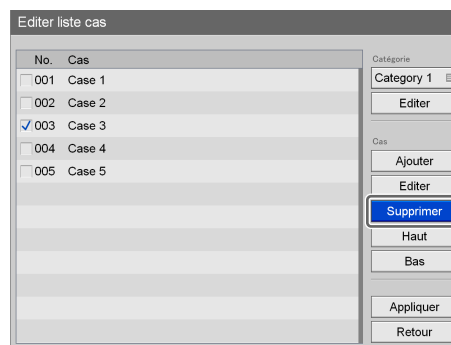 Editer liste cas
No. Cas
001 Case 1
002 Case 2
003 Case 3
004 Case 4
005 Case 5
Catégorie
Category 1
Editer
Cas
Ajouter
Editer
Supprimer
Haut
Bas
Appliquer
Retour